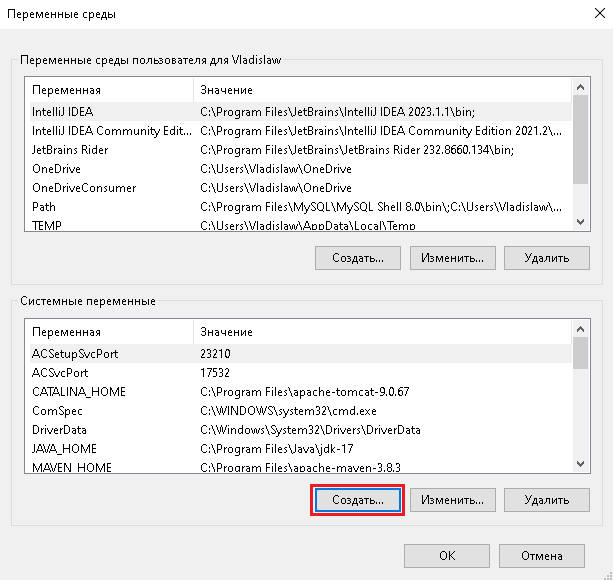 Переменные среды
Переменные среды пользователя для Vladislaw
Переменная Значение
IntelliJ IDEA C:\Program Files\JetBrains\IntelliJ IDEA 2023.1.1\bin;
IntelliJ IDEA Community Edit... C:\Program Files\JetBrains\IntelliJ IDEA Community Edition 2021.2\...
JetBrains Rider C:\Program Files\JetBrains\JetBrains Rider 232.8660.134\bin;
OneDrive C:\Users\Vladislaw\OneDrive
OneDriveConsumer C:\Users\Vladislaw\OneDrive
Path C:\Program Files\MySQL\MySQL Shell 8.0\bin\;C:\Users\Vladislaw\...
TEMP C:\Users\Vladislaw\AppData\Local\Temp
Создать... Изменить... Удалить
Системные переменные
Переменная Значение
ACSetupSvcPort 23210
ACSvcPort 17532
CATALINA_HOME C:\Program Files\apache-tomcat-9.0.67
ComSpec C:\WINDOWS\system32\cmd.exe
DriverData C:\Windows\System32\Drivers\DriverData
JAVA_HOME C:\Program Files\Java\jdk-17
MAVEN_HOME C:\Program Files\apache-maven-3.8.3
Создать... Изменить... Удалить
OK Отмена